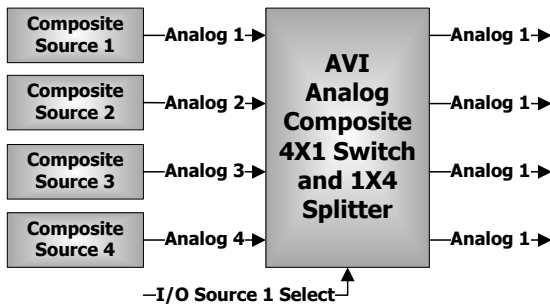 Composite
Source 1
Analog 1
Analog 1
Composite
Source 2
Analog 2
Analog 1
Composite
Source 3
Analog 3
Analog 1
Composite
Source 4
Analog 4
Analog 1
AVI
Analog
Composite
4X1 Switch
and 1X4
Splitter
I/O Source 1 Select